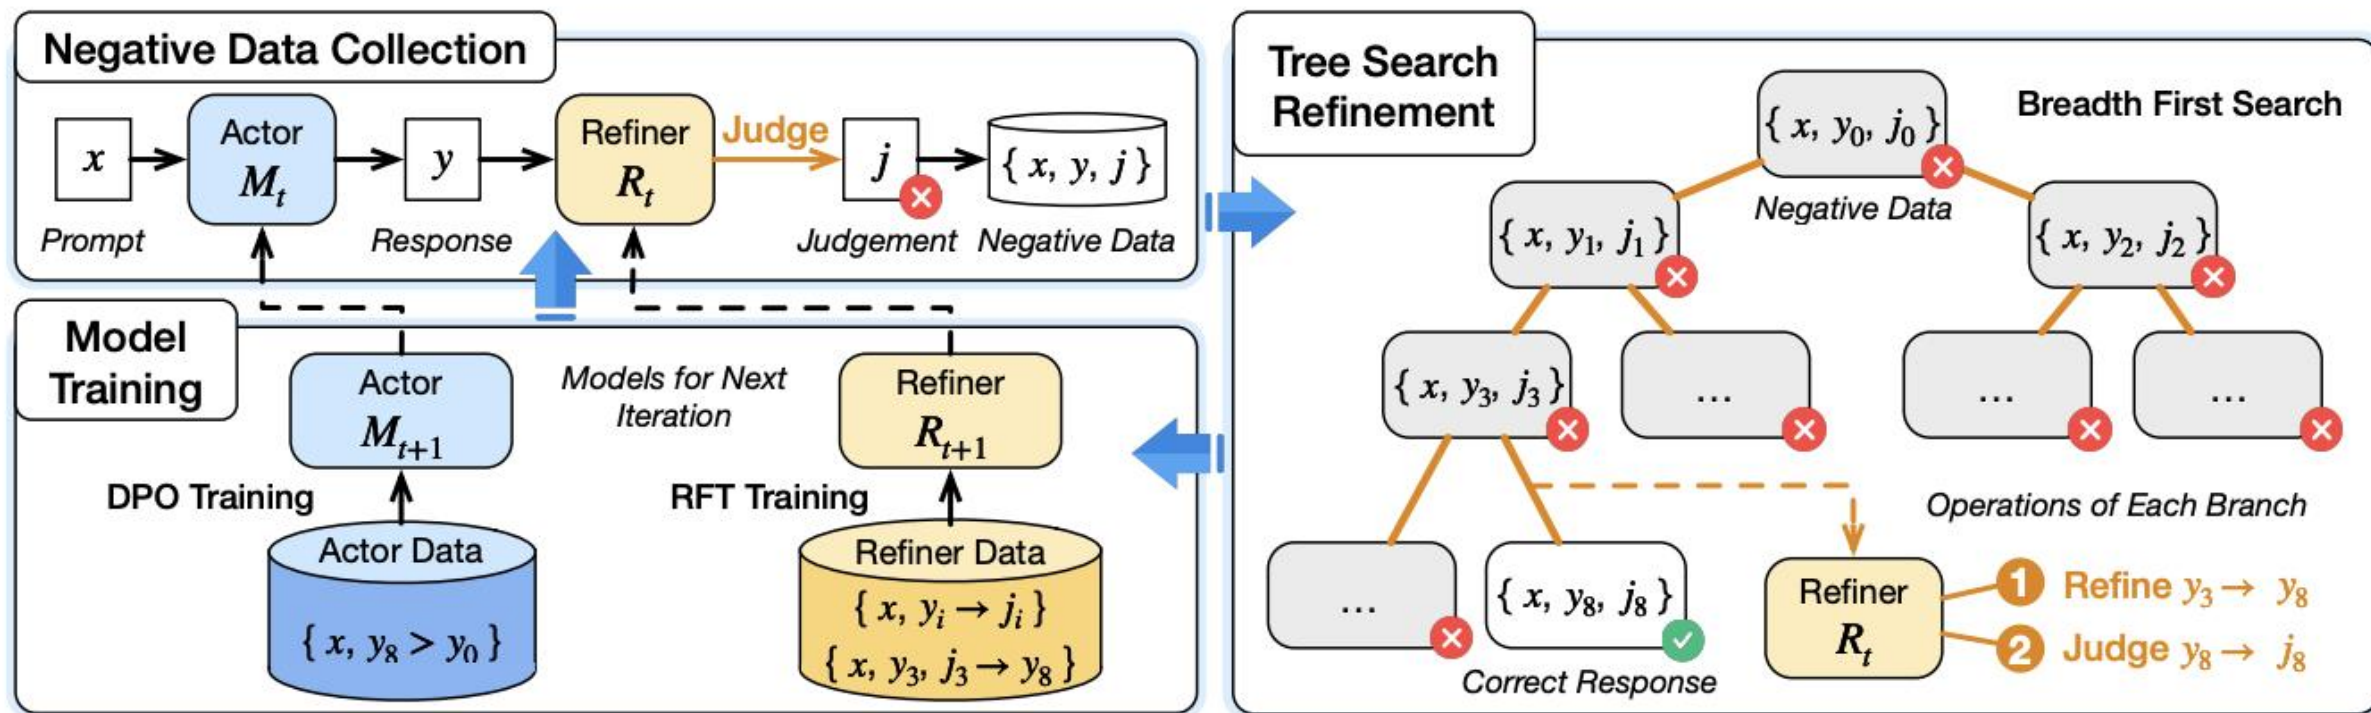 Negative Data Collection
x
Actor
M_t
y
Refiner
R_t
Judge
j
{ x, y, j }
Prompt
Response
Judgement
Negative Data
Tree Search
Refinement
Breadth First Search
{ x, y_0, j_0 }
Negative Data
{ x, y_1, j_1 }
{ x, y_2, j_2 }
{ x, y_3, j_3 }
...
...
...
...
{ x, y_8, j_8 }
Correct Response
Operations of Each Branch
Refiner
R_t
1 Refine y_3 → y_8
2 Judge y_8 → j_8
Model
Training
Actor
M_{t+1}
Models for Next
Iteration
Refiner
R_{t+1}
DPO Training
RFT Training
Actor Data
{ x, y_8 > y_0 }
Refiner Data
{ x, y_i → j_i }
{ x, y_3, j_3 → y_8 }